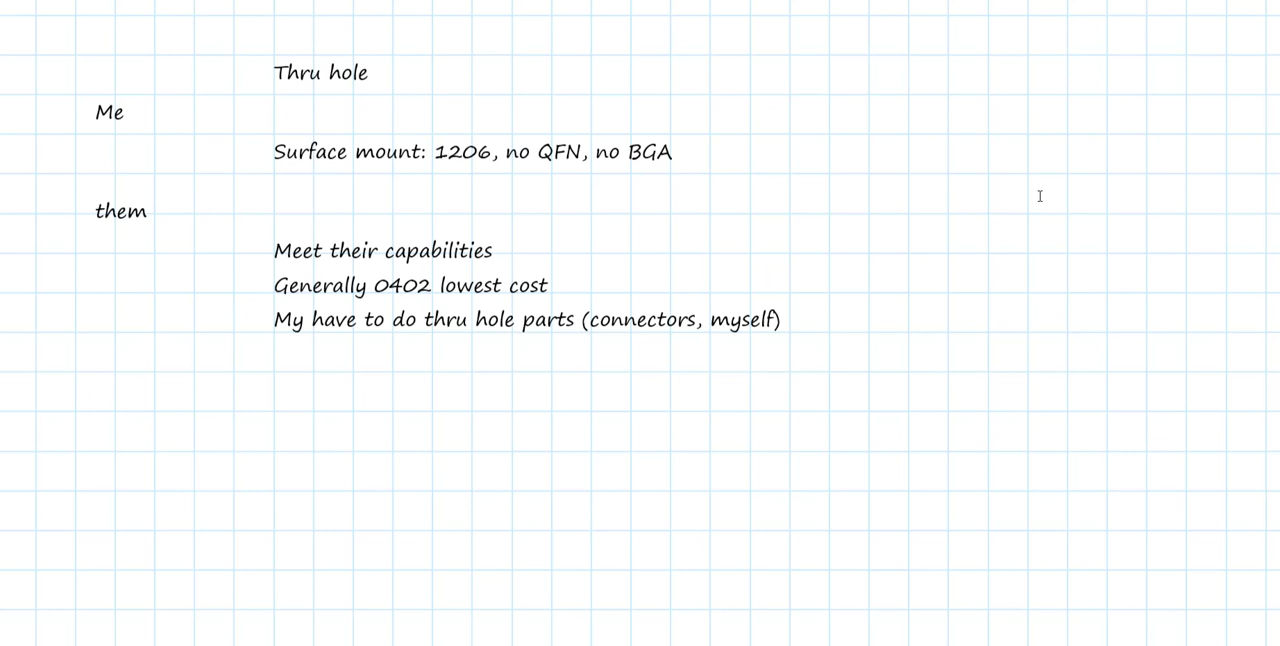 Thru hole
Me
Surface mount: 1206, no QFN, no BGA
them
Meet their capabilities
Generally 0402 lowest cost
My have to do thru hole parts (connectors, myself)